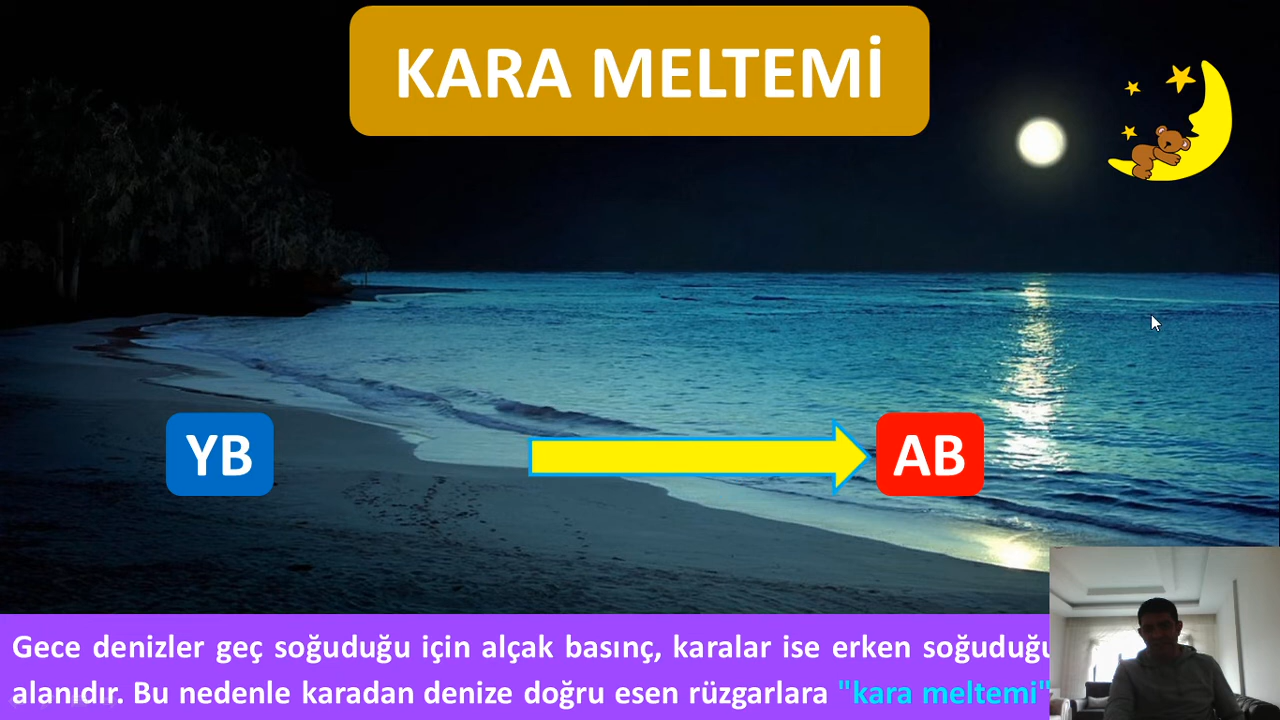 KARA MELTEMİ
YB
AB
Gece denizler geç soğuduğu için alçak basınç, karalar ise erken soğuduğu
alanıdır. Bu nedenle karadan denize doğru esen rüzgarlara "kara meltemi"